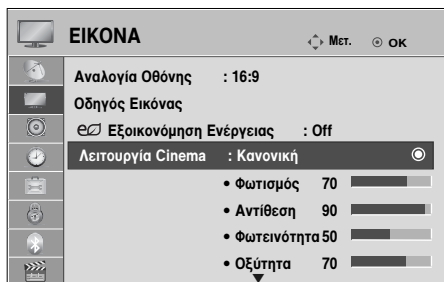 ΕΙΚΟΝΑ Μετ. OK
Αναλογία Οθόνης : 16:9
Οδηγός Εικόνας
Εξοικονόμηση Ενέργειας : Off
Λειτουργία Cinema : Κανονική
• Φωτισμός 70
• Αντίθεση 90
• Φωτεινότητα 50
• Οξύτητα 70